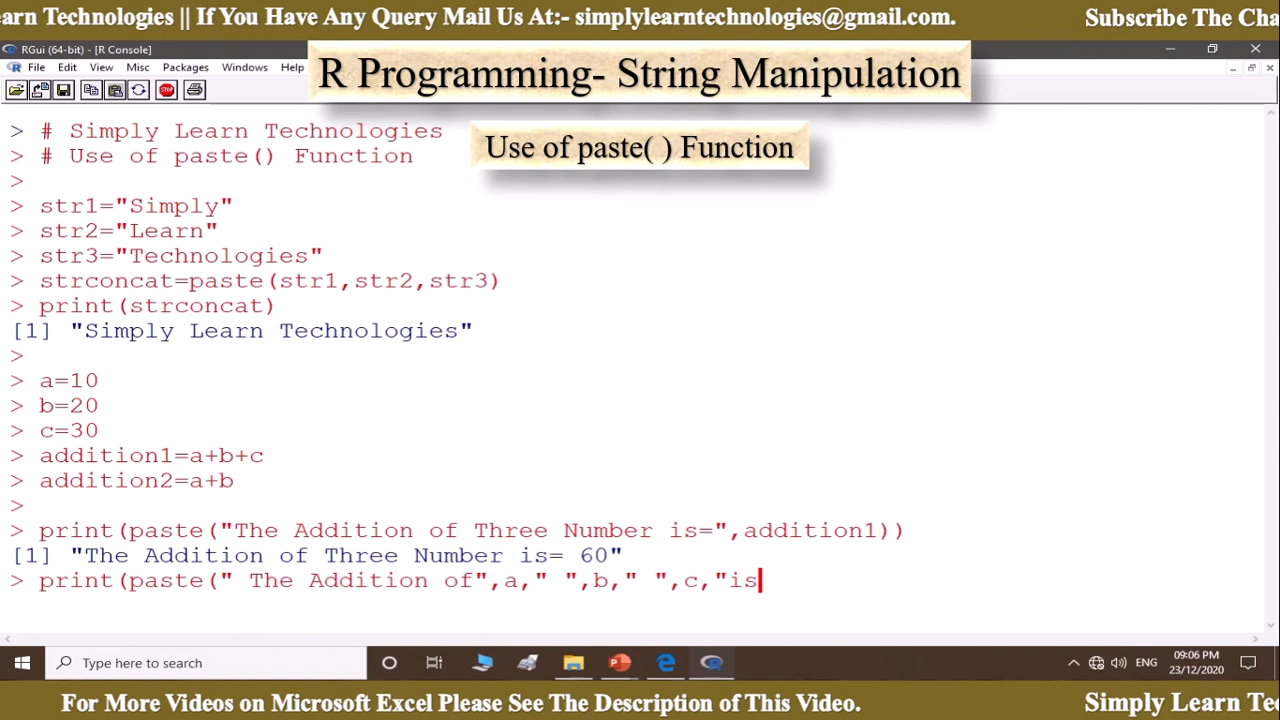 earn Technologies || If You Have Any Query Mail Us At:- simplylearntechnologies@gmail.com.
Subscribe The Cha
RGui (64-bit) - [R Console]
File Edit View Misc Packages Windows Help
R Programming- String Manipulation
Use of paste( ) Function
> # Simply Learn Technologies
> # Use of paste() Function
>
> str1="Simply"
> str2="Learn"
> str3="Technologies"
> strconcat=paste(str1,str2,str3)
> print(strconcat)
[1] "Simply Learn Technologies"
>
> a=10
> b=20
> c=30
> addition1=a+b+c
> addition2=a+b
>
> print(paste("The Addition of Three Number is=",addition1))
[1] "The Addition of Three Number is= 60"
> print(paste(" The Addition of",a," ",b," ",c,"is
STOP
Type here to search
ENG
09:06 PM
23/12/2020
For More Videos on Microsoft Excel Please See The Description of This Video.
Simply Learn Te